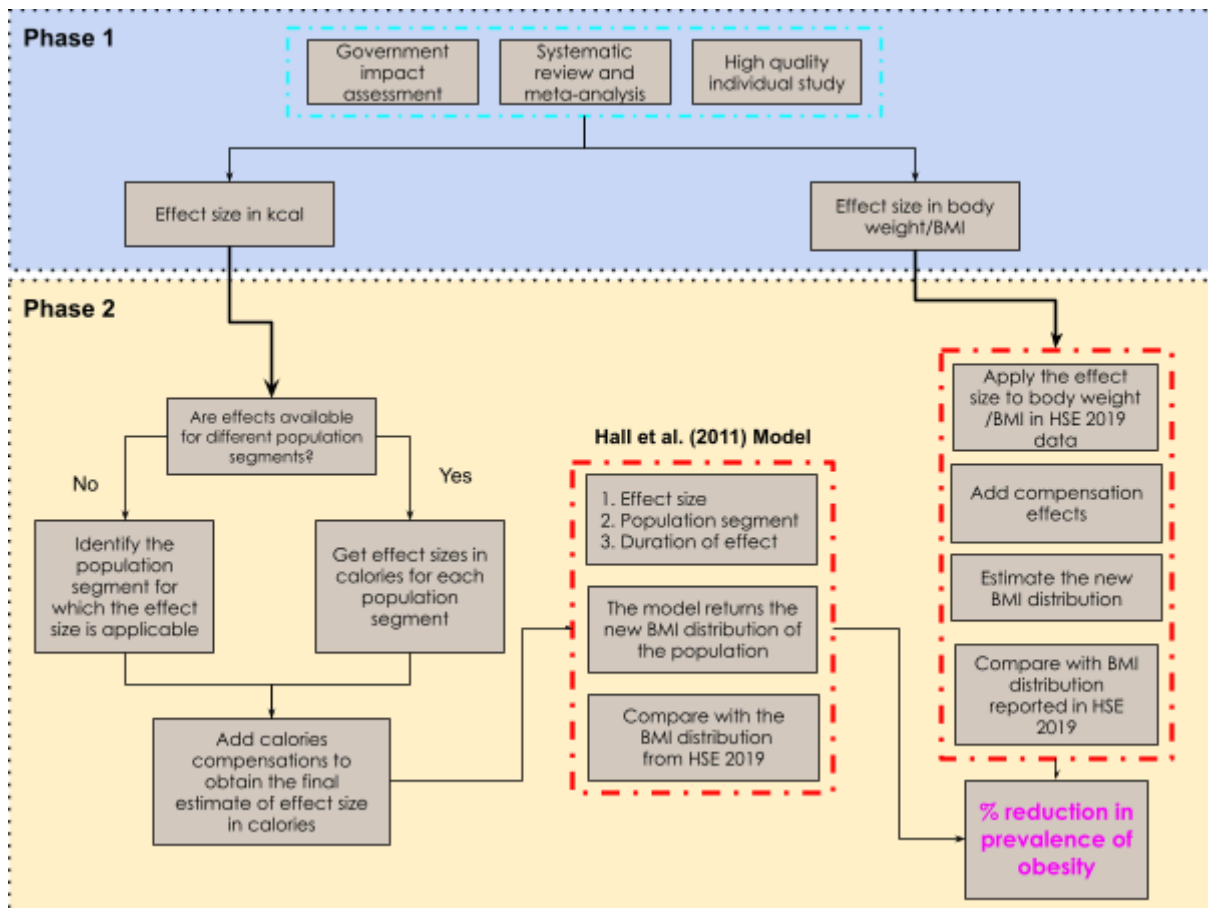 Phase 1
Government
impact
assessment
Systematic
review and
meta-analysis
High quality
individual study
Effect size in kcal
Effect size in body
weight/BMI
Phase 2
Are effects available
for different population
segments?
No
Yes
Identify the
population
segment for
which the effect
size is applicable
Get effect sizes in
calories for each
population
segment
Add calories
compensations to
obtain the final
estimate of effect size
in calories
Hall et al. (2011) Model
1. Effect size
2. Population segment
3. Duration of effect
The model returns the
new BMI distribution of
the population
Compare with the
BMI distribution
from HSE 2019
Apply the effect
size to body weight
/BMI in HSE 2019
data
Add compensation
effects
Estimate the new
BMI distribution
Compare with BMI
distribution
reported in HSE
2019
% reduction in
prevalence of
obesity